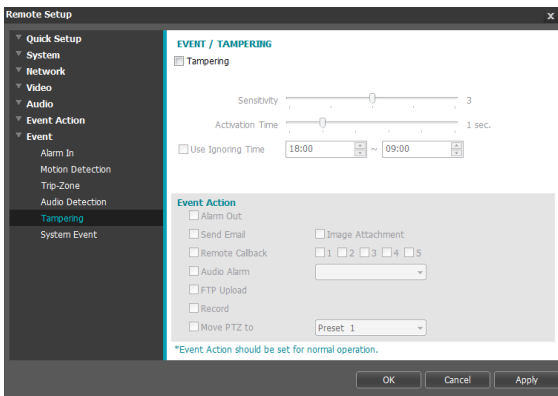 Remote Setup x
Quick Setup
System
Network
Video
Audio
Event Action
Event
Alarm In
Motion Detection
Trip-Zone
Audio Detection
Tampering
System Event
EVENT / TAMPERING
Tampering
Sensitivity 3
Activation Time 1 sec.
Use Ignoring Time 18:00 ~ 09:00
Event Action
Alarm Out
Send Email Image Attachment
Remote Callback 1 2 3 4 5
Audio Alarm
FTP Upload
Record
Move PTZ to Preset 1
*Event Action should be set for normal operation.
OK Cancel Apply